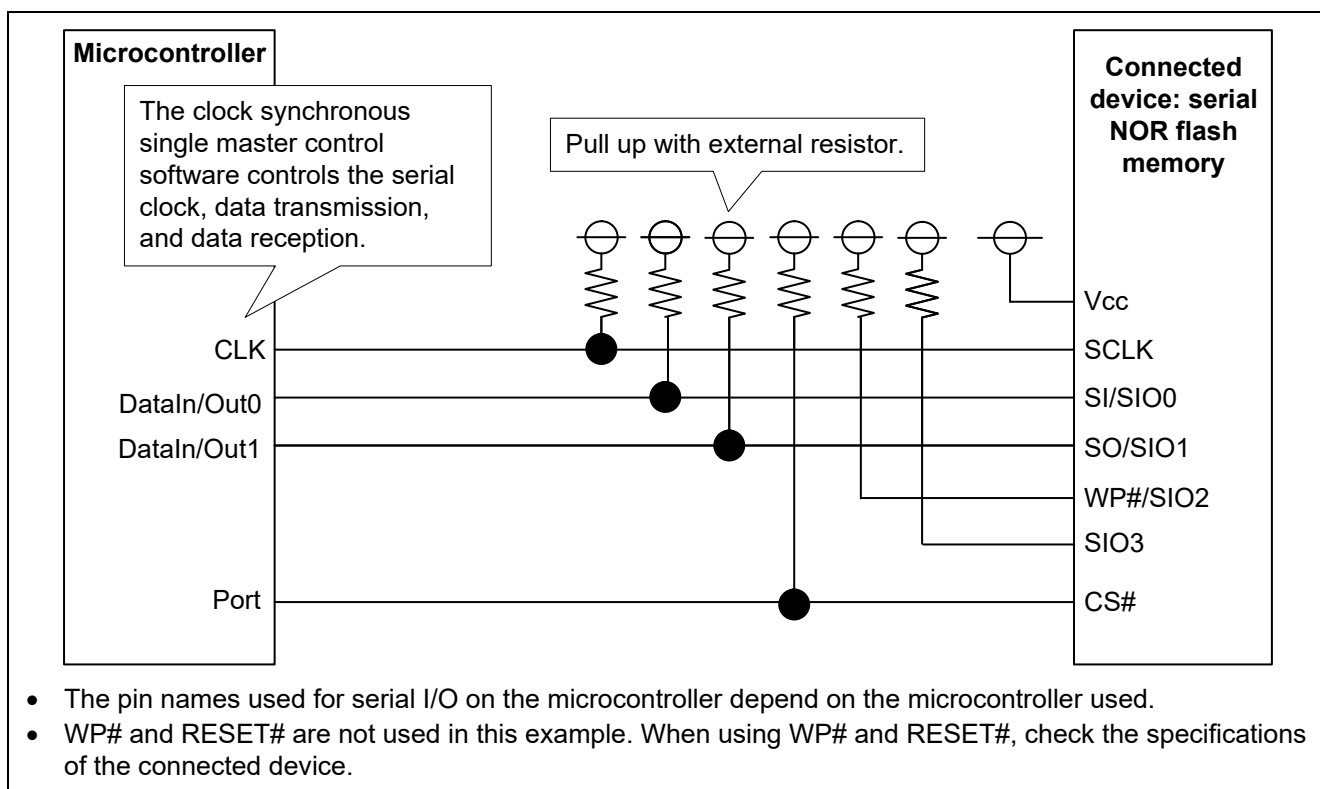 Microcontroller
The clock synchronous
single master control
software controls the serial
clock, data transmission,
and data reception.
Pull up with external resistor.
Connected
device: serial
NOR flash
memory
Vcc
CLK
SCLK
DataIn/Out0
SI/SIO0
DataIn/Out1
SO/SIO1
WP#/SIO2
SIO3
Port
CS#
• The pin names used for serial I/O on the microcontroller depend on the microcontroller used.
• WP# and RESET# are not used in this example. When using WP# and RESET#, check the specifications
of the connected device.